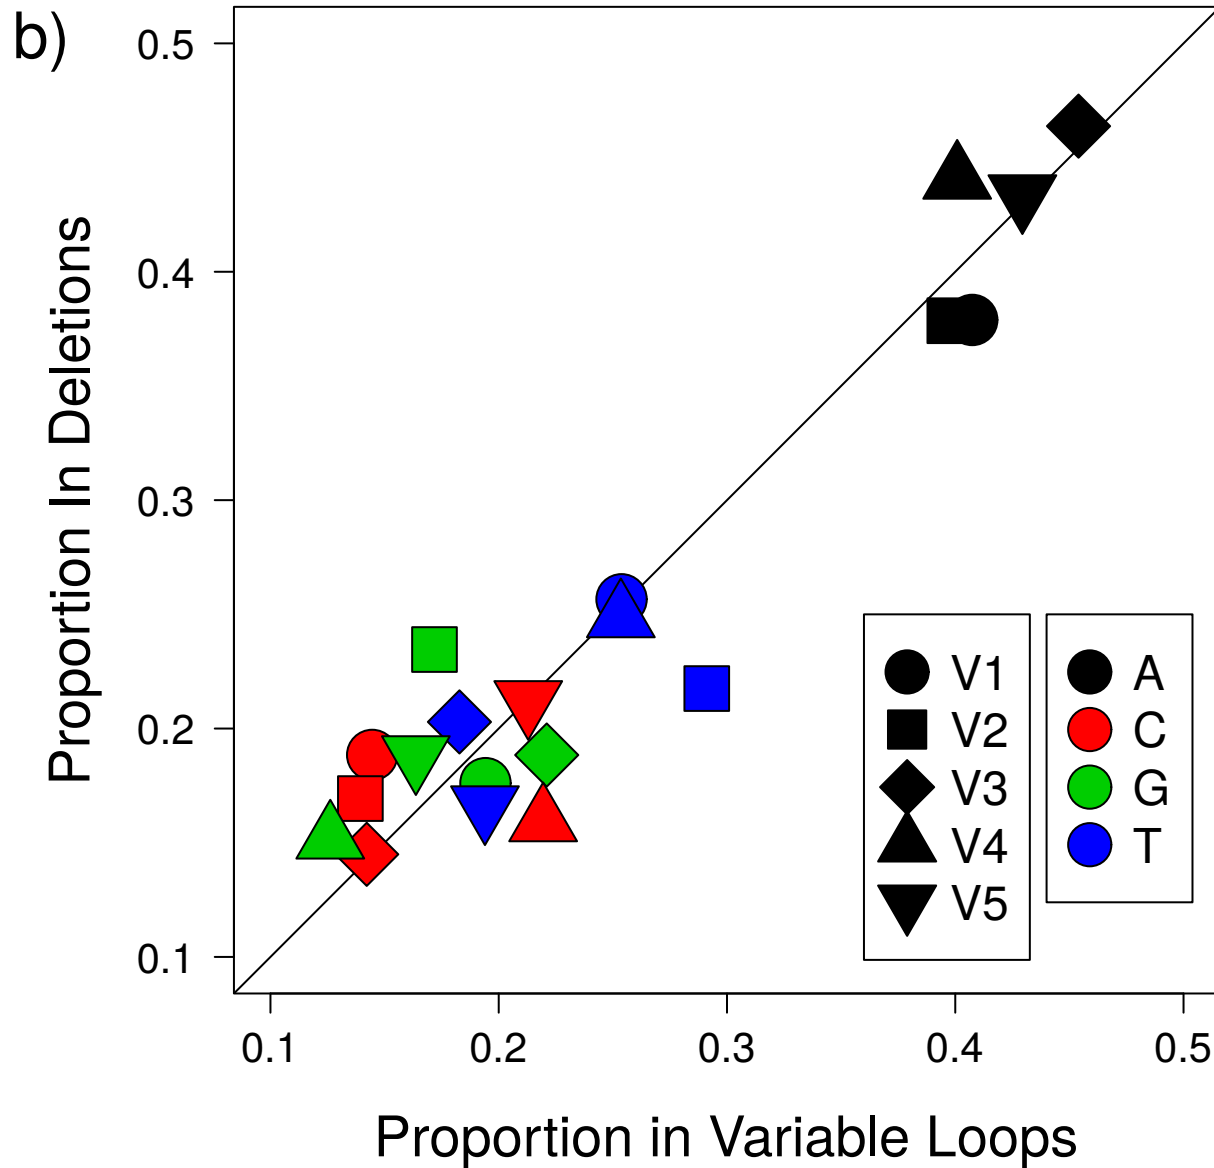 b)
Proportion In Deletions
0.5
0.4
0.3
0.2
0.1
0.1 0.2 0.3 0.4 0.5
Proportion in Variable Loops
V1
V2
V3
V4
V5
A
C
G
T